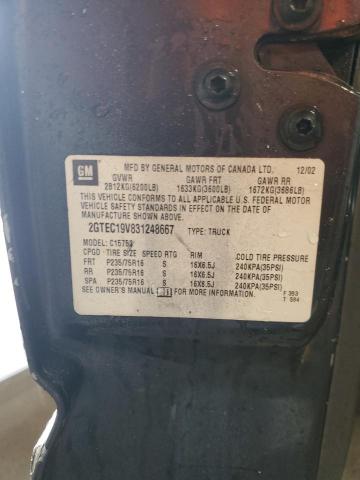 GM
MFD BY GENERAL MOTORS OF CANADA LTD. 12/02
GVWR GAWR FRT GAWR RR
2812KG(6200LB) 1633KG(3600LB) 1672KG(3686LB)
THIS VEHICLE CONFORMS TO ALL APPLICABLE U.S. FEDERAL MOTOR
VEHICLE SAFETY STANDARDS IN EFFECT ON THE DATE OF
MANUFACTURE SHOWN ABOVE.
2GTEC19V831248667 TYPE: TRUCK
MODEL: C15753
CPGD TIRE SIZE SPEED RTG RIM COLD TIRE PRESSURE
FRT P235/75R16 S 16X6.5J 240KPA(35PSI)
RR P235/75R16 S 16X6.5J 240KPA(35PSI)
SPA P235/75R16 S 16X6.5J 240KPA(35PSI)
SEE OWNER'S MANUAL
F 363
T 584